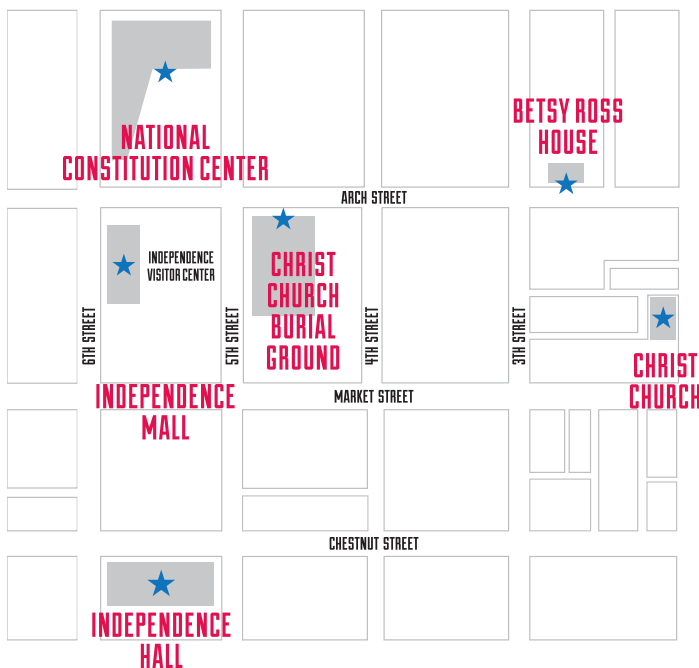 BETSY ROSS
HOUSE
NATIONAL
CONSTITUTION CENTER
ARCH STREET
INDEPENDENCE
VISITOR CENTER
CHRIST
CHURCH
BURIAL
GROUND
6TH STREET
5TH STREET
4TH STREET
3TH STREET
CHRIST
CHURCH
INDEPENDENCE
MALL
MARKET STREET
CHESTNUT STREET
INDEPENDENCE
HALL